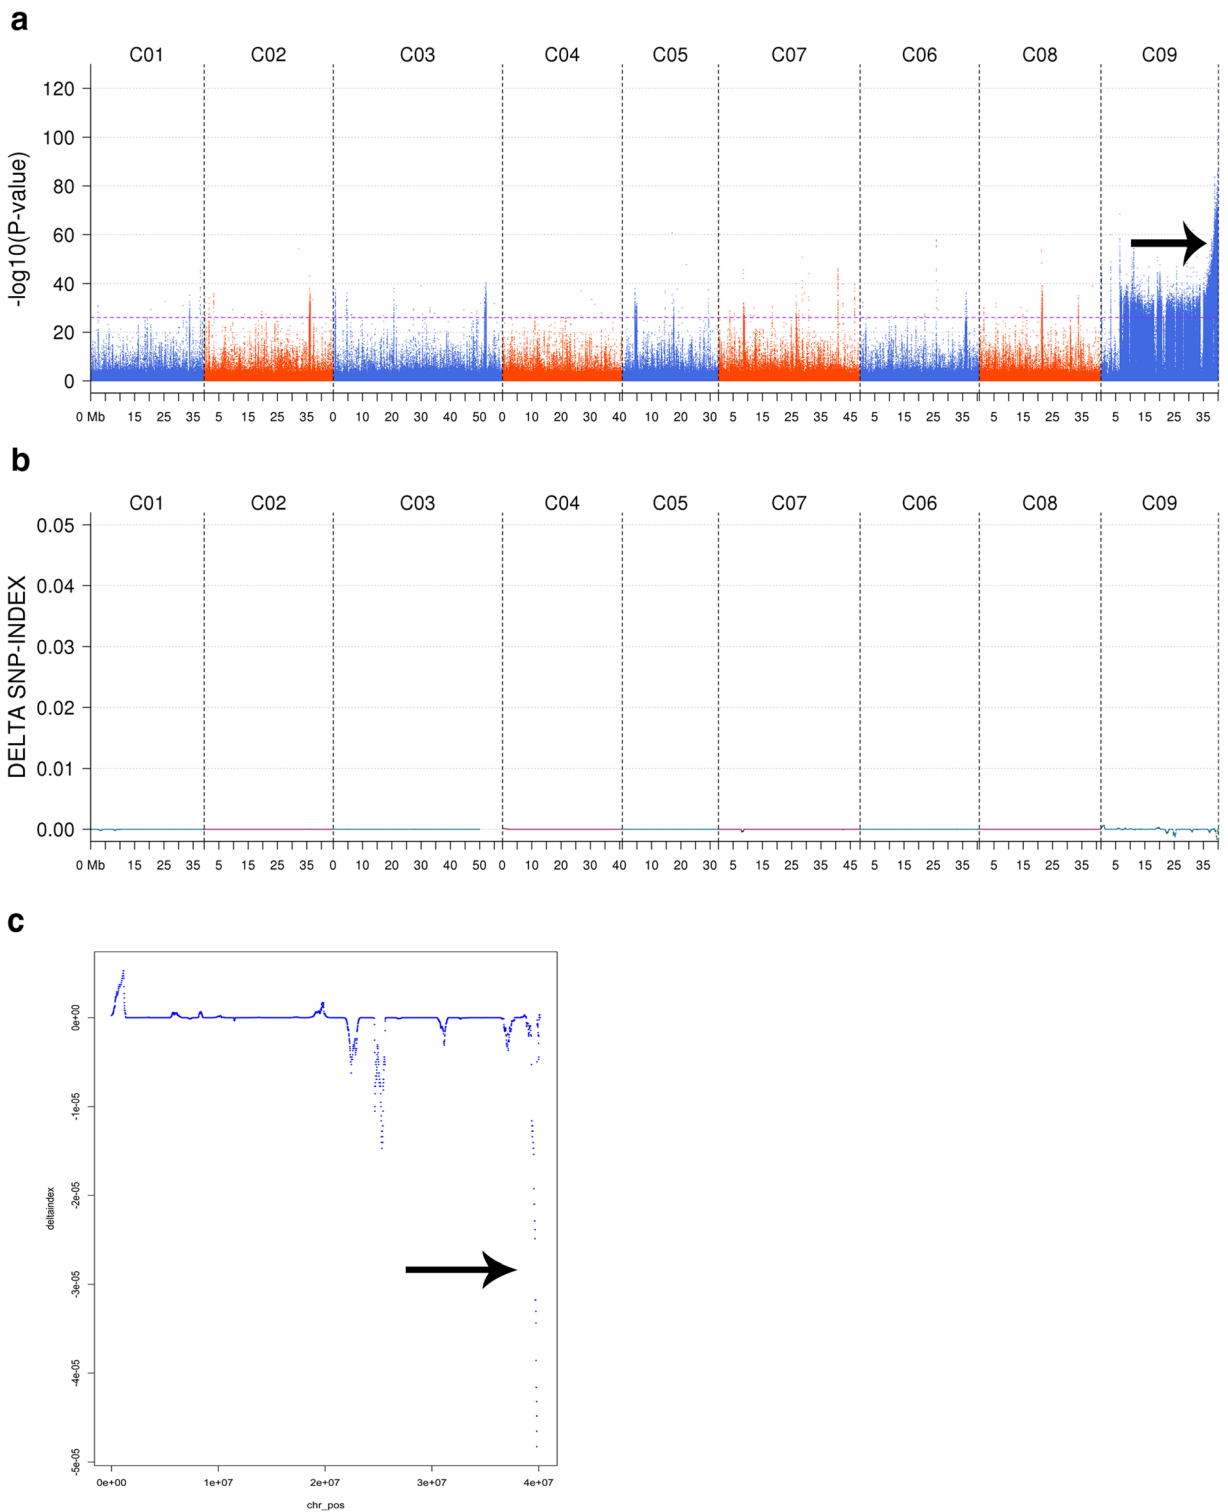 a
C01 C02 C03 C04 C05 C07 C06 C08 C09
120
100
80
60
40
20
0
-log10(P-value)
0 Mb 15 25 35 5 15 25 35 0 10 20 30 40 50 0 10 20 30 40 10 20 30 5 15 25 35 45 5 15 25 35 5 15 25 35 5 15 25 35
b
C01 C02 C03 C04 C05 C07 C06 C08 C09
0.05
0.04
0.03
0.02
0.01
0.00
DELTA SNP-INDEX
0 Mb 15 25 35 5 15 25 35 0 10 20 30 40 50 0 10 20 30 40 10 20 30 5 15 25 35 45 5 15 25 35 5 15 25 35 5 15 25 35
c
0e+00
-1e-05
-2e-05
-3e-05
-4e-05
-5e-05
deltaindex
0e+00 1e+07 2e+07 3e+07 4e+07
chr_pos